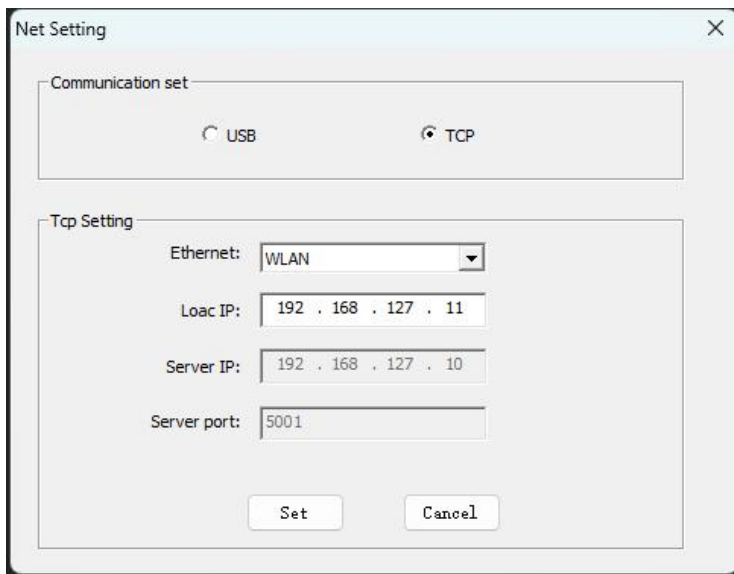 Net Setting
Communication set
USB TCP
Tcp Setting
Ethernet: WLAN
Loac IP: 192 . 168 . 127 . 11
Server IP: 192 . 168 . 127 . 10
Server port: 5001
Set Cancel